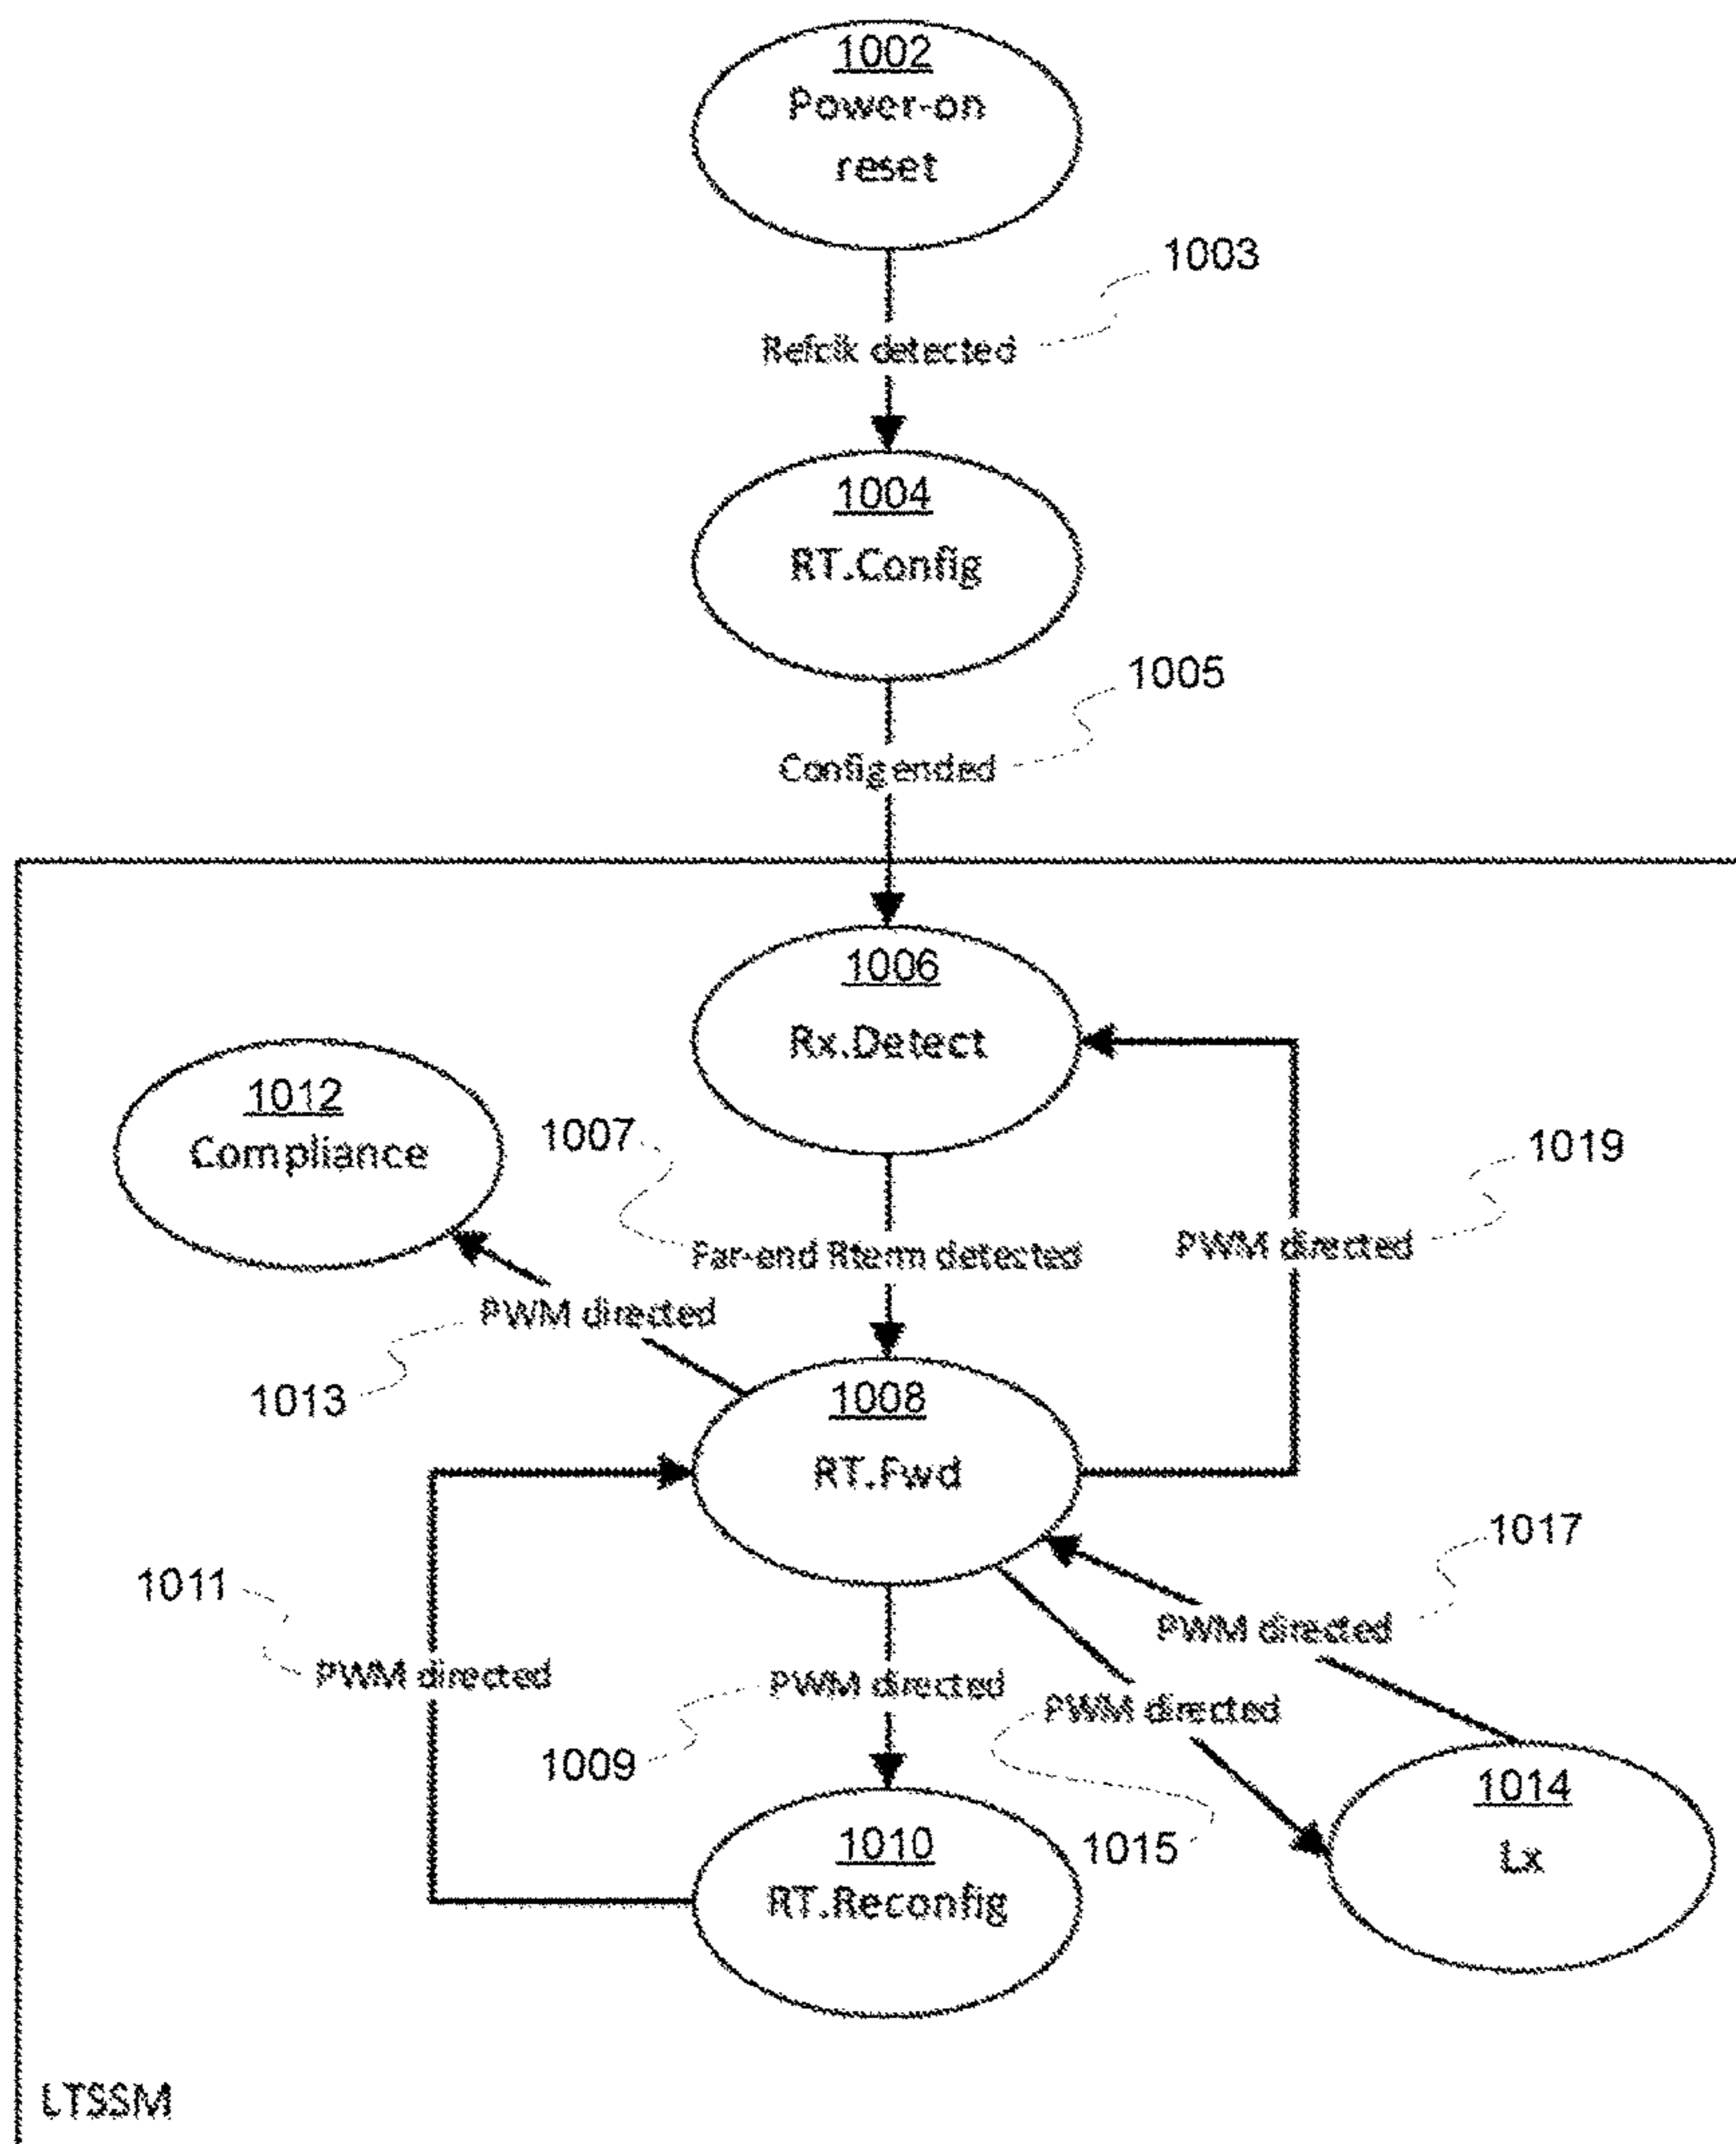 1002
Power-on
reset
1003
Refclk detected
1004
RT.Config
1005
Config ended
1006
Rx.Detect
1012
Compliance
1007
1019
Far-end Rterm detected
PWM directed
PWM directed
1013
1008
RT.Fwd
1017
1011
PWM directed
PWM directed
PWM directed
PWM directed
1009
1015
1014
Lx
1010
RT.Reconfig
LTSSM